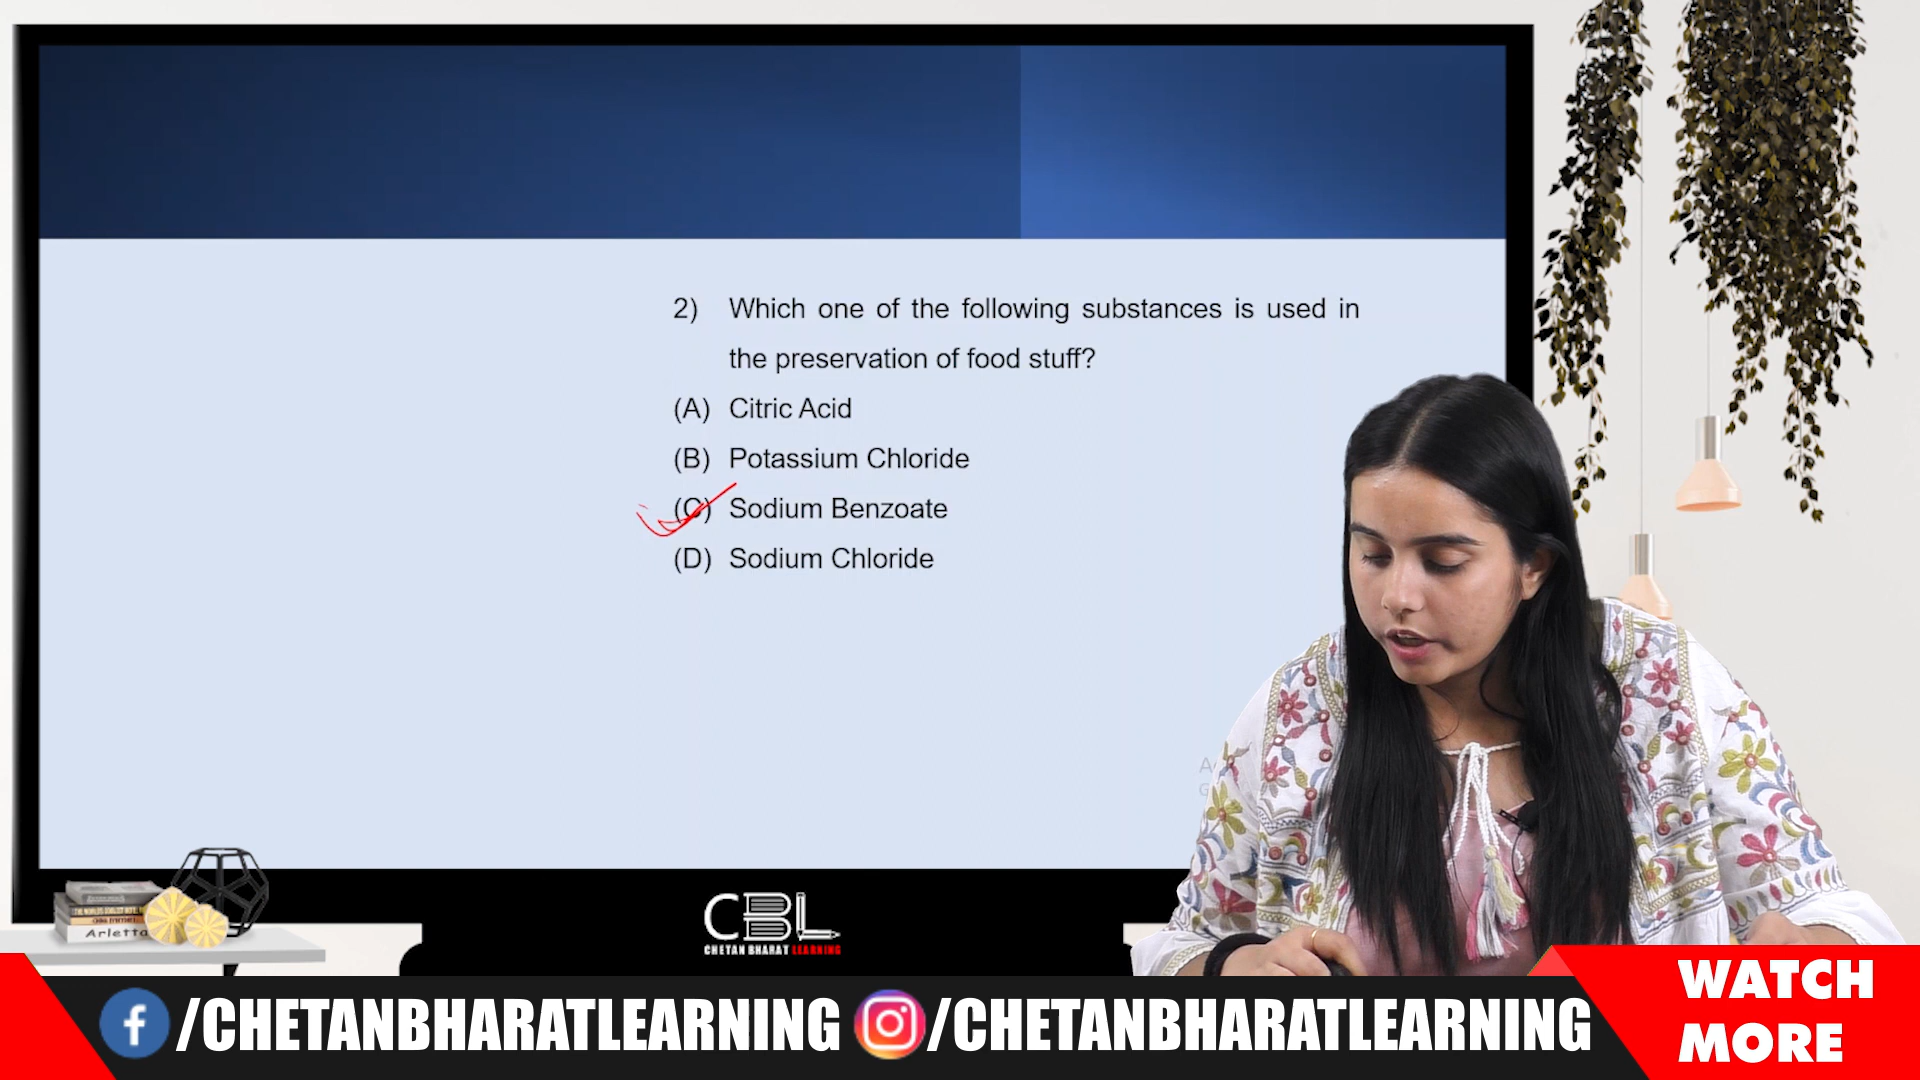 2) Which one of the following substances is used in
the preservation of food stuff?
(A) Citric Acid
(B) Potassium Chloride
(C) Sodium Benzoate
(D) Sodium Chloride
Arletta
CBL
CHETAN BHARAT LEARNING
/CHETANBHARATLEARNING /CHETANBHARATLEARNING
WATCH
MORE